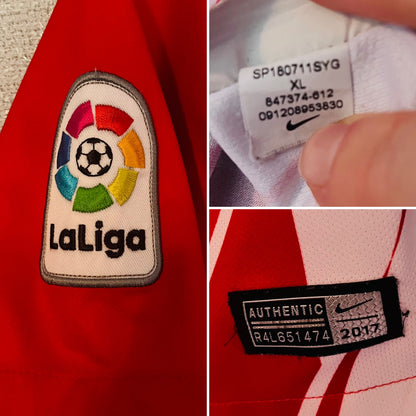 LaLiga
SP180711SYG
XL
847374-612
091208953830
AUTHENTIC
2017
R4L651474